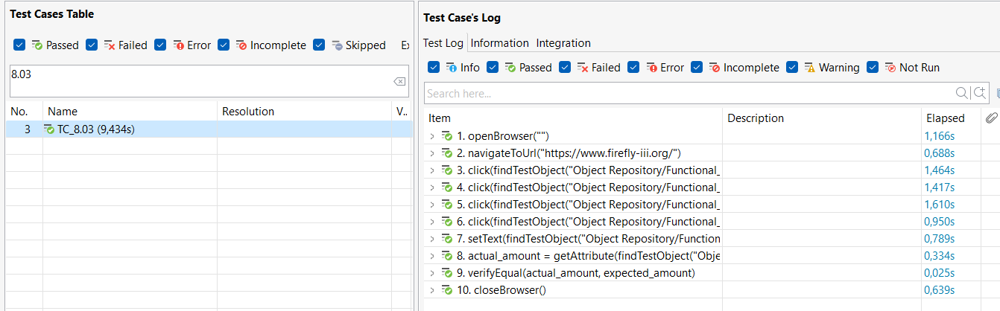 Test Cases Table
Passed Failed Error Incomplete Skipped Ex
8.03
No. Name Resolution V..
3 TC_8.03 (9,434s)
Test Case's Log
Test Log Information Integration
Info Passed Failed Error Incomplete Warning Not Run
Search here...
Item Description Elapsed
1. openBrowser("") 1,166s
2. navigateToUrl("https://www.firefly-iii.org/") 0,688s
3. click(findTestObject("Object Repository/Functional_ 1,464s
4. click(findTestObject("Object Repository/Functional_ 1,417s
5. click(findTestObject("Object Repository/Functional_ 1,610s
6. click(findTestObject("Object Repository/Functional_ 0,950s
7. setText(findTestObject("Object Repository/Function 0,789s
8. actual_amount = getAttribute(findTestObject("Obje 0,334s
9. verifyEqual(actual_amount, expected_amount) 0,025s
10. closeBrowser() 0,639s